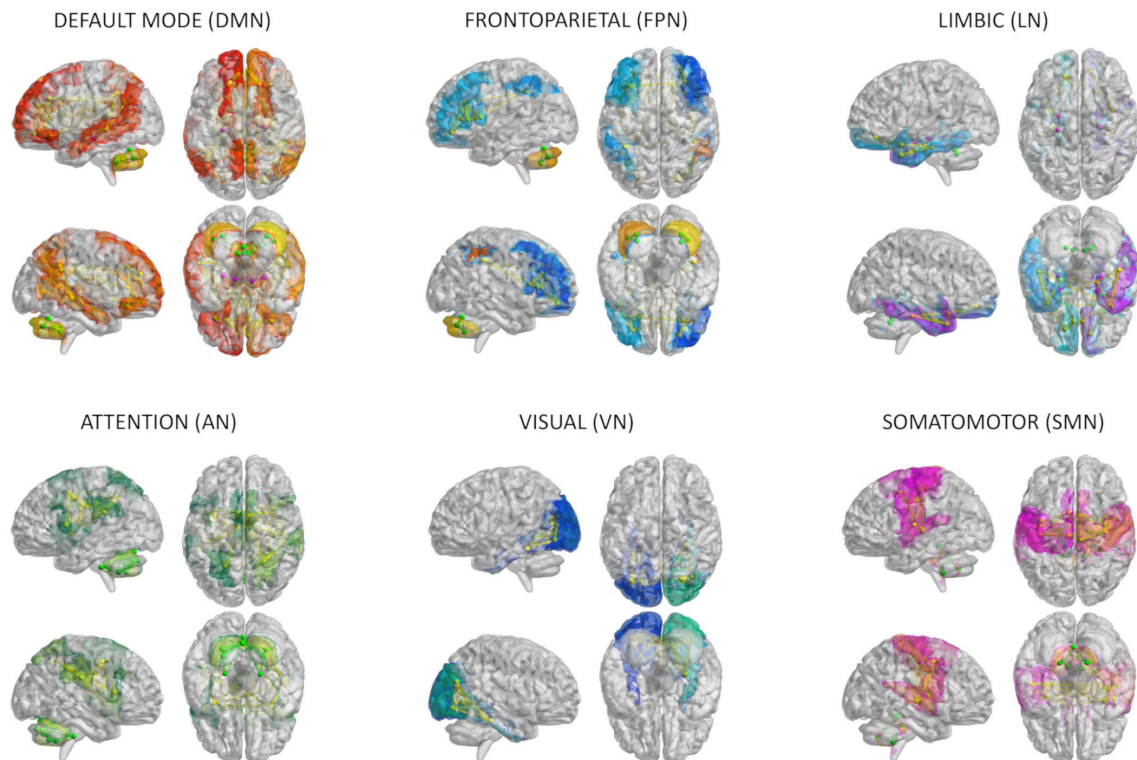 DEFAULT MODE (DMN)
FRONTOPARIETAL (FPN)
LIMBIC (LN)
ATTENTION (AN)
VISUAL (VN)
SOMATOMOTOR (SMN)